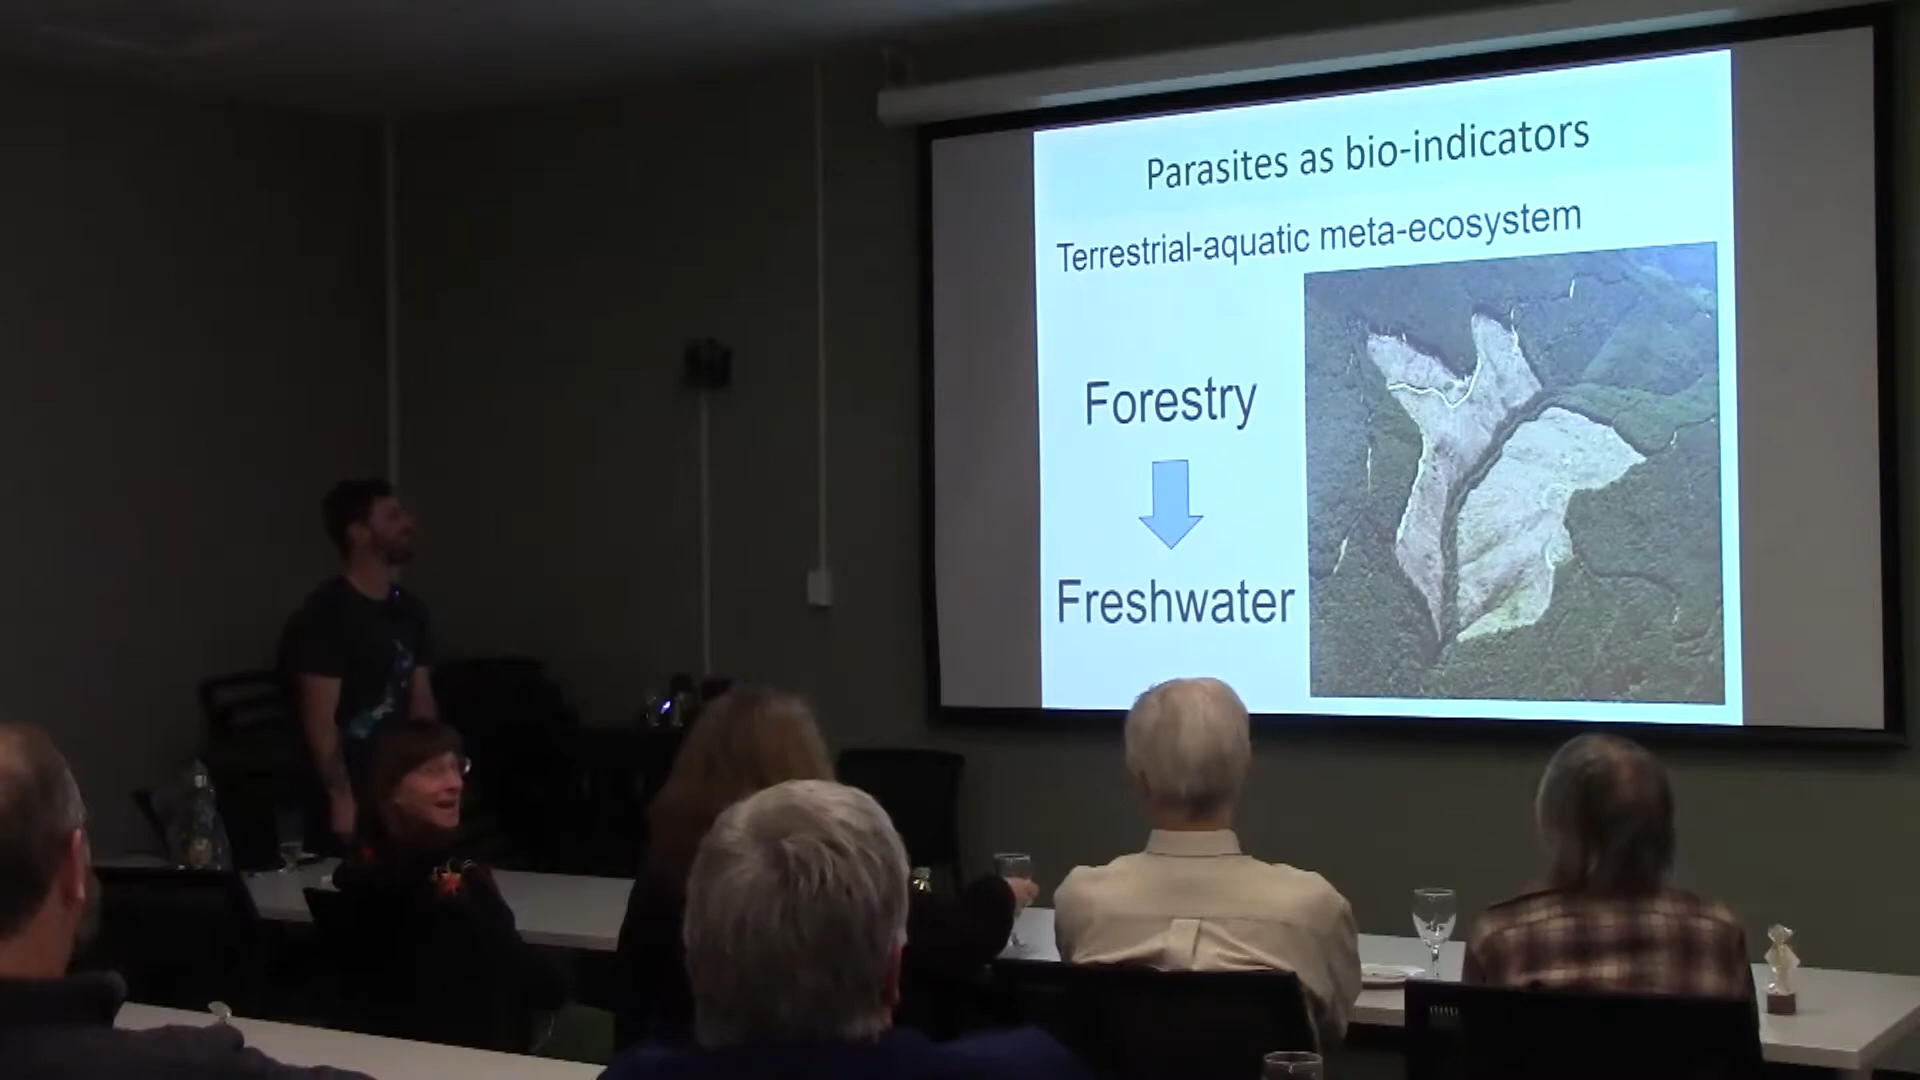 Parasites as bio-indicators
Terrestrial-aquatic meta-ecosystem
Forestry
Freshwater